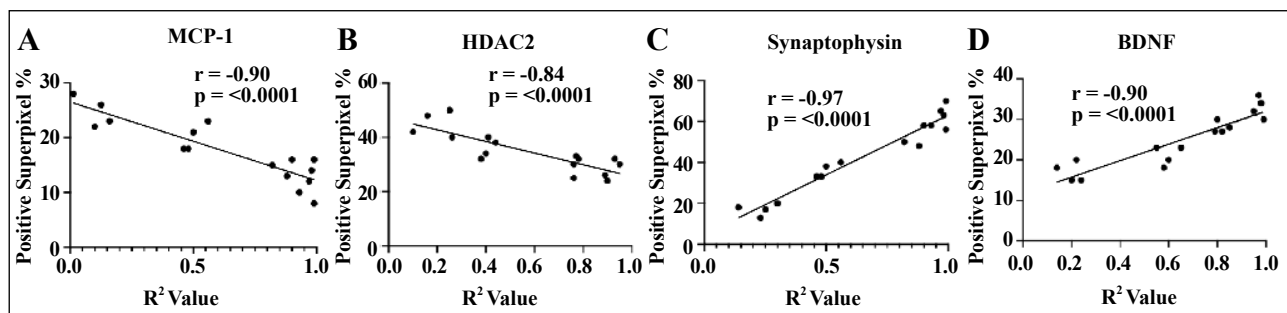 A
MCP-1
r = -0.90
p = <0.0001
Positive Superpixel %
30
20
10
0
0.0
0.5
1.0
R² Value
B
HDAC2
r = -0.84
p = <0.0001
Positive Superpixel %
60
40
20
0
0.0
0.2
0.4
0.6
0.8
1.0
R² Value
C
Synaptophysin
r = -0.97
p = <0.0001
Positive Superpixel %
80
60
40
20
0
0.0
0.5
1.0
R² Value
D
BDNF
r = -0.90
p = <0.0001
Positive Superpixel %
40
30
20
10
0
0.0
0.2
0.4
0.6
0.8
1.0
R² Value